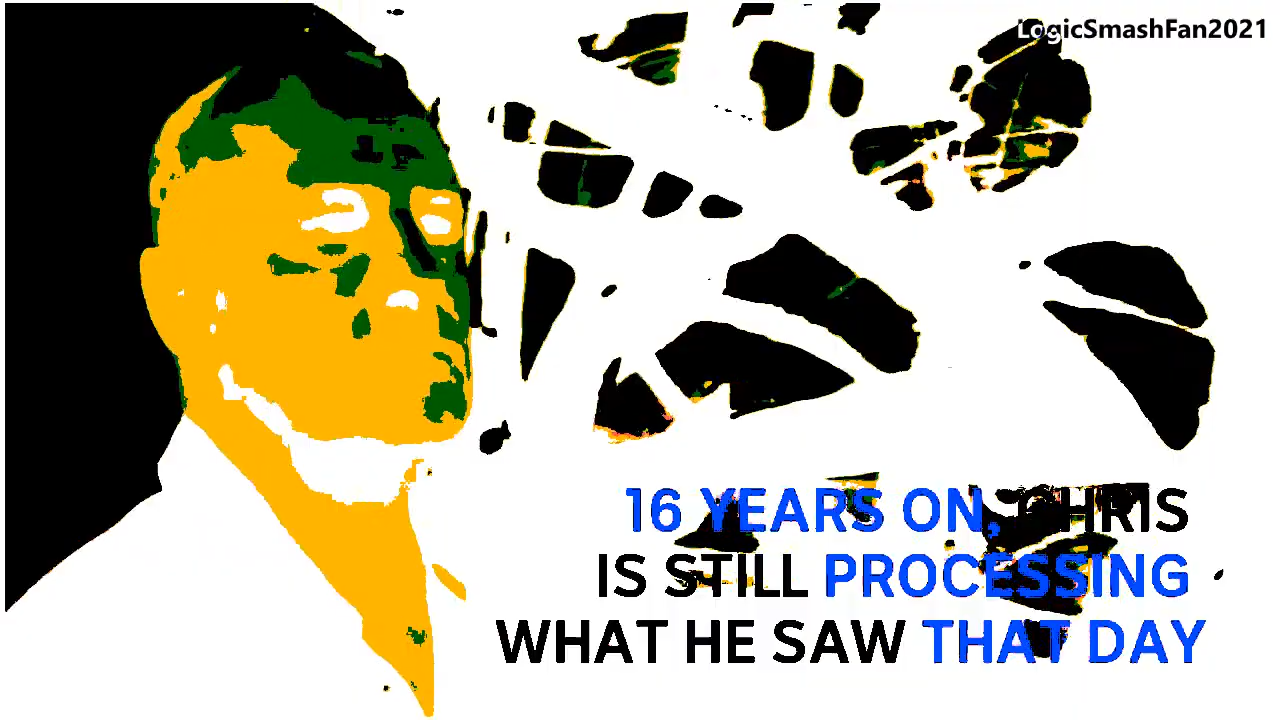 LogicSmashFan2021
16 YEARS ON, CHRIS
IS STILL PROCESSING
WHAT HE SAW THAT DAY